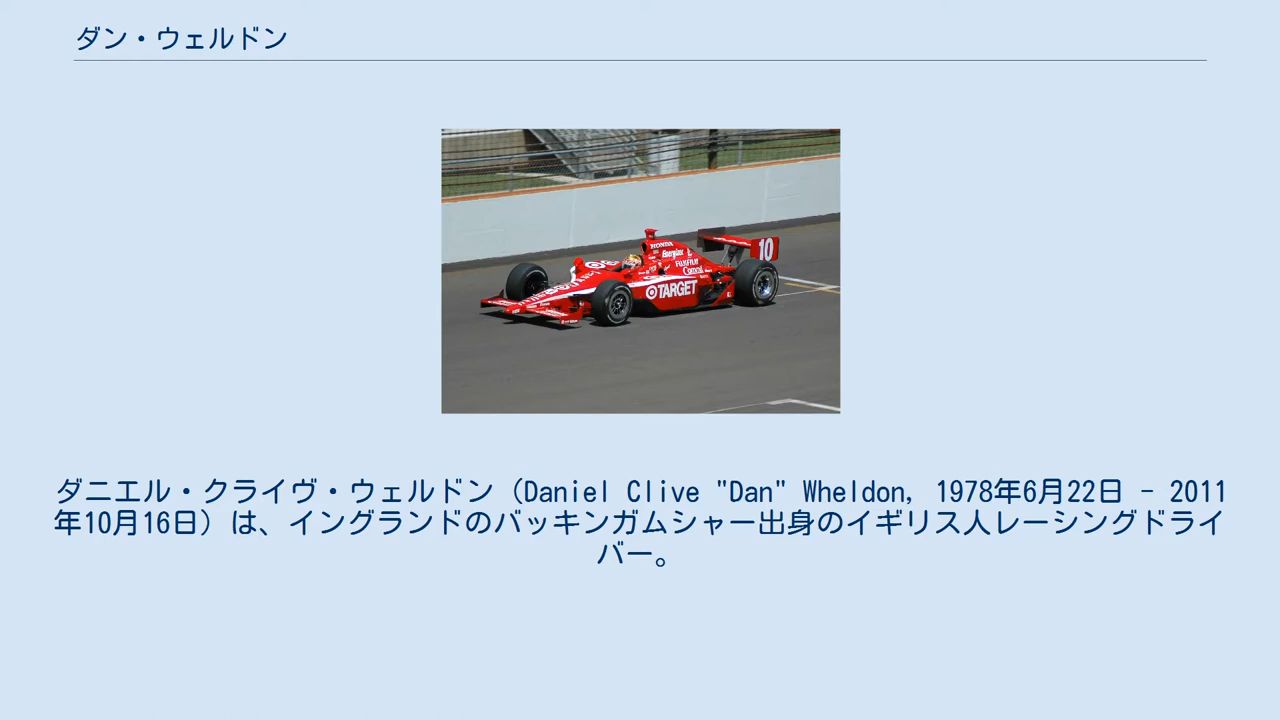 ダン・ウェルドン
HONDA
Energizer
10
FUJIFILM
TARGET
ダニエル・クライヴ・ウェルドン（Daniel Clive "Dan" Wheldon, 1978年6月22日 - 2011
年10月16日）は、イングランドのバッキンガムシャー出身のイギリス人レーシングドライ
バー。